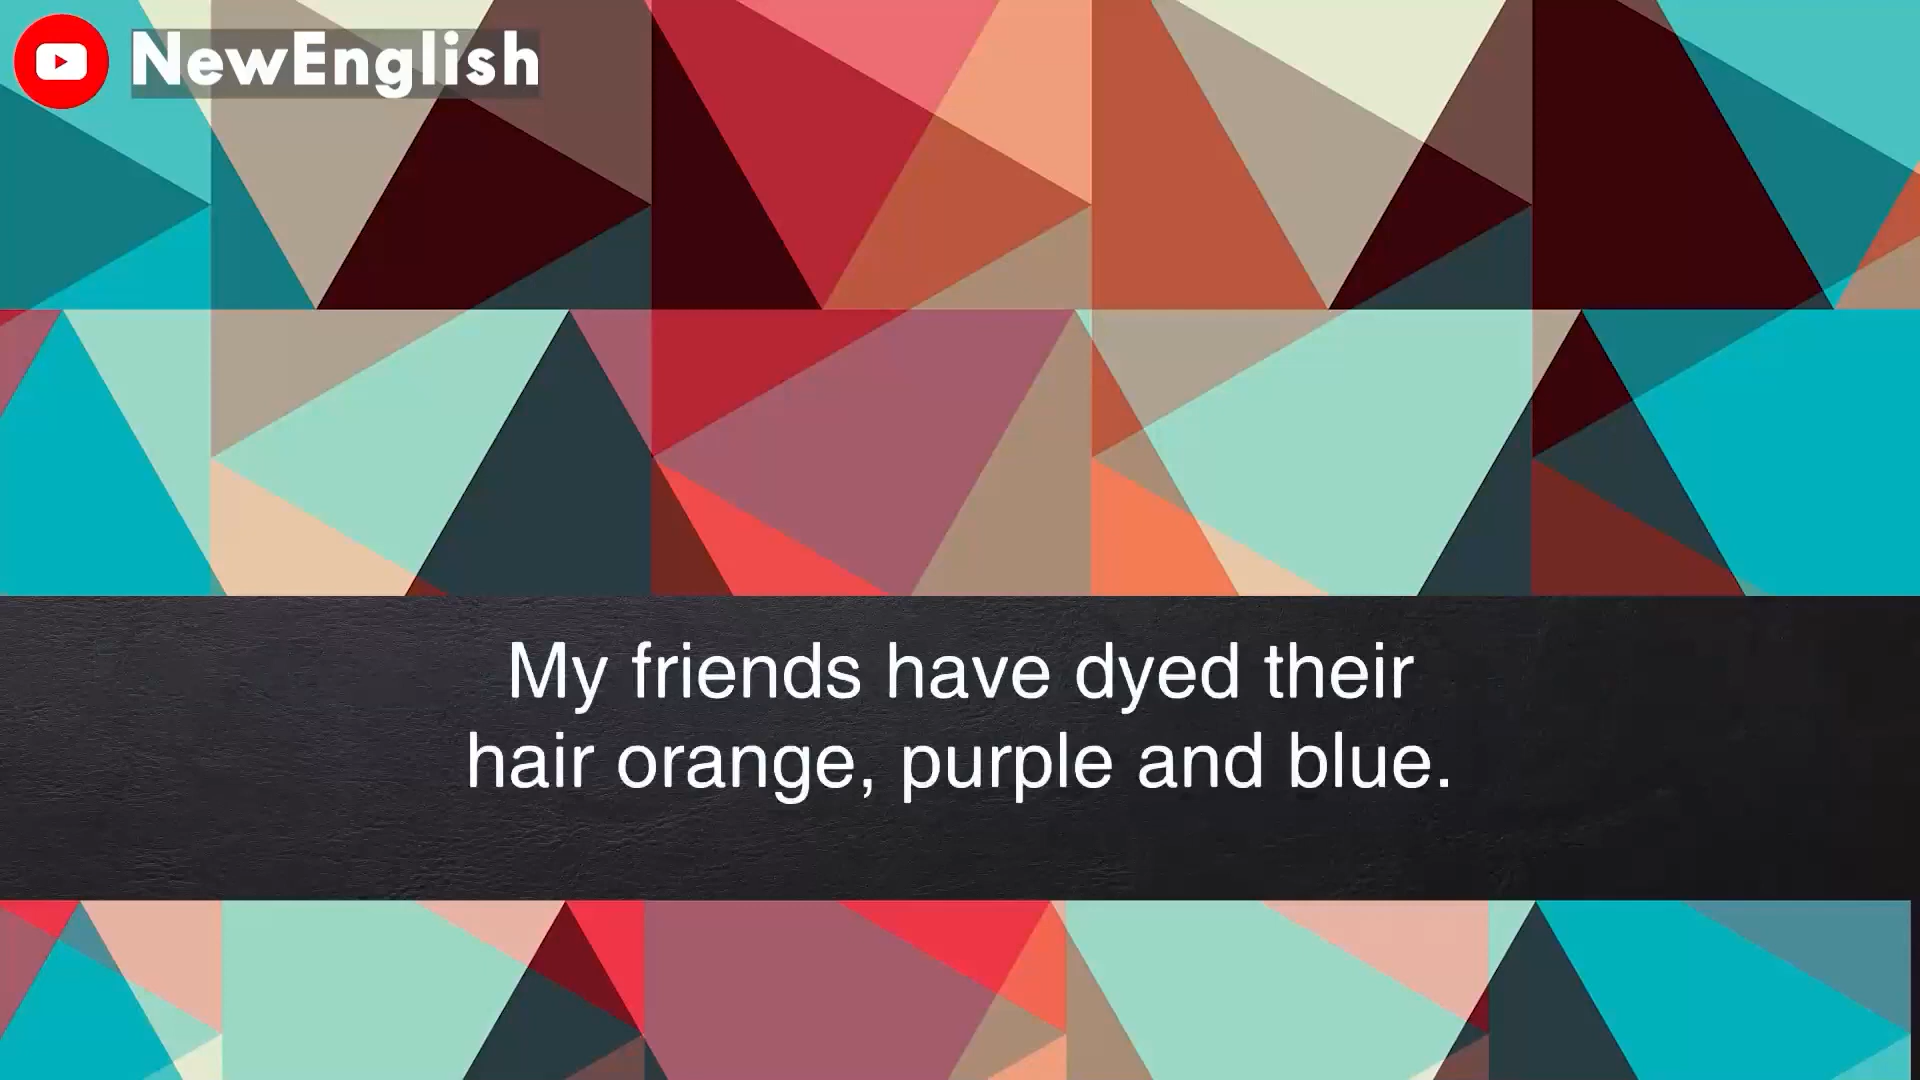 NewEnglish
My friends have dyed their
hair orange, purple and blue.